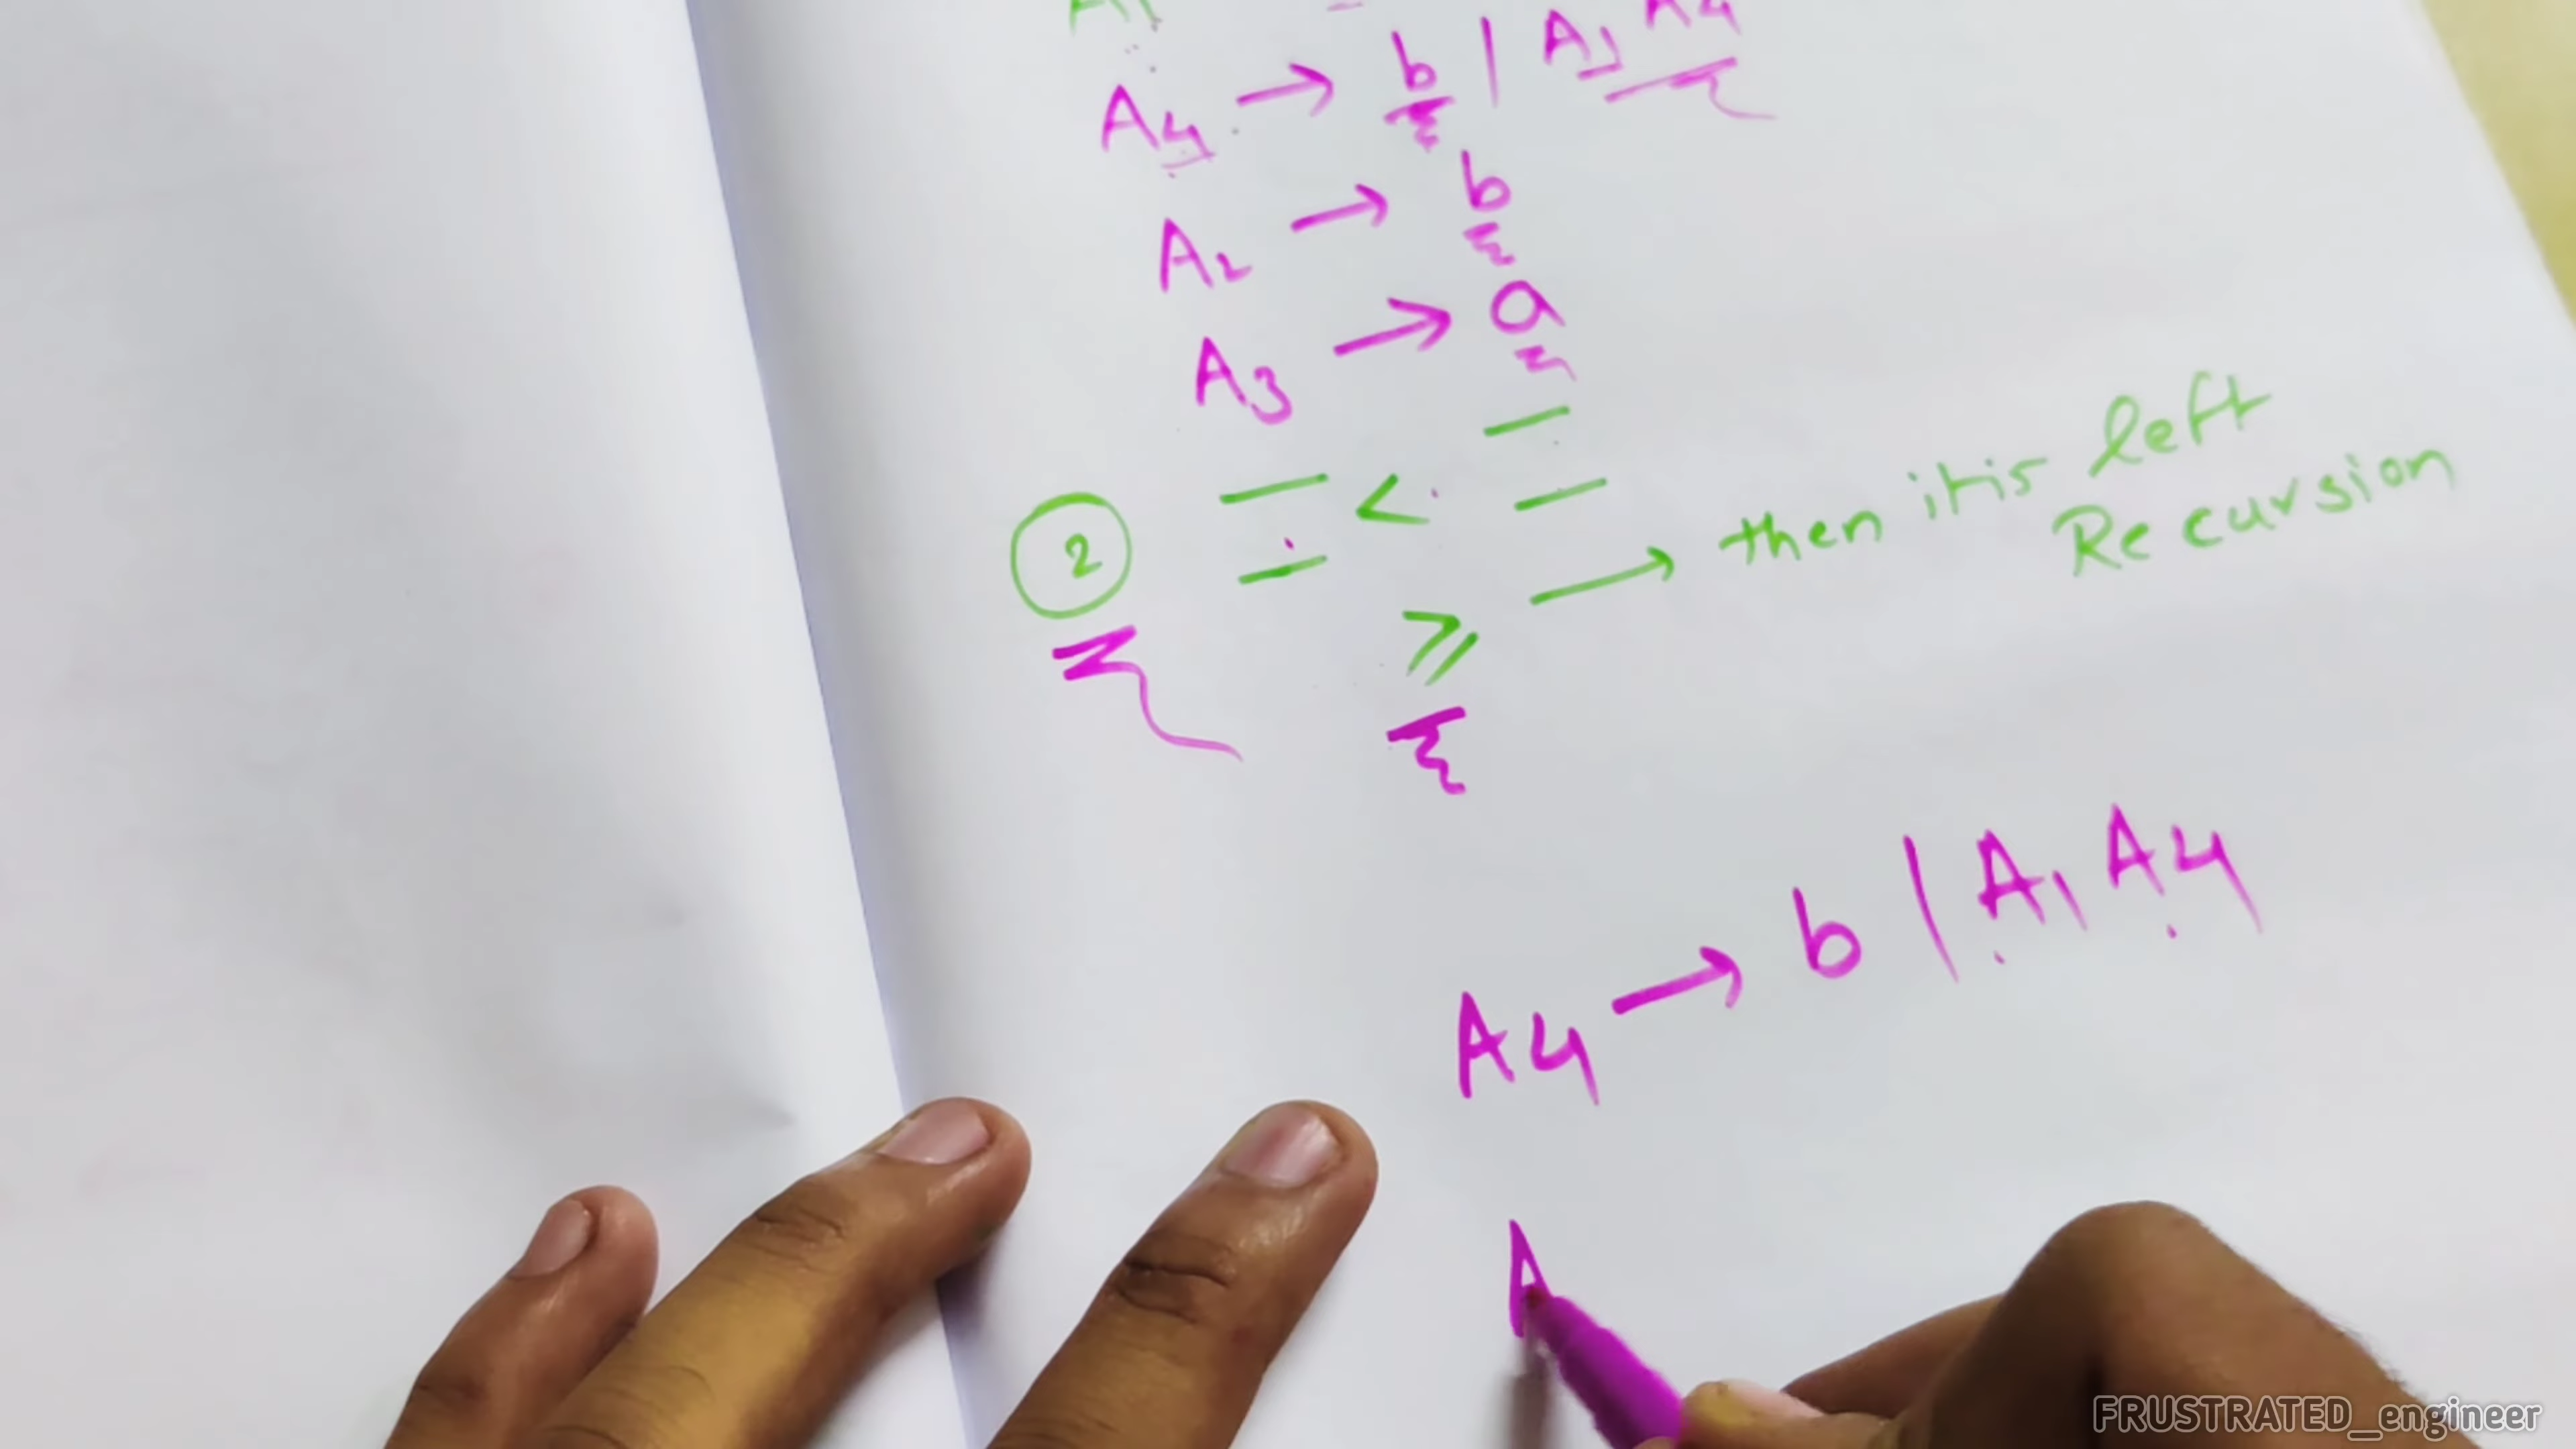 A4 → b | A1 A4
A2 → b
A3 → a
2
<
≥ → then it is left
Recursion
A4 → b | A1 A4
A
FRUSTRATED_engineer